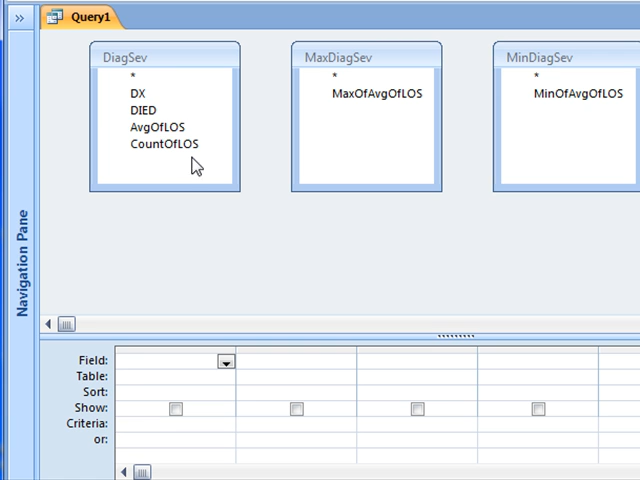 Query1
DiagSev
*
DX
DIED
AvgOfLOS
CountOfLOS
MaxDiagSev
*
MaxOfAvgOfLOS
MinDiagSev
*
MinOfAvgOfLOS
Navigation Pane
Field:
Table:
Sort:
Show:
Criteria:
or: